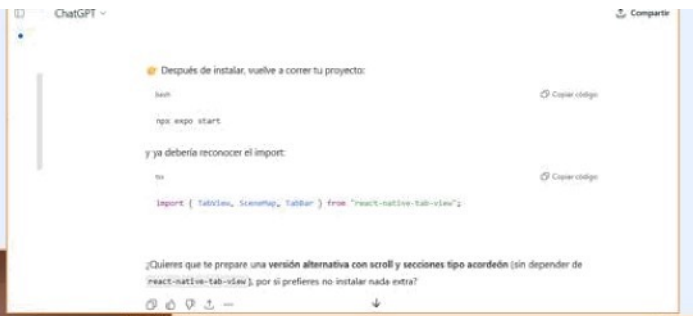 ChatGPT
Compartir
👉 Después de instalar, vuelve a correr tu proyecto:
bash
Copiar código
npx expo start
y ya debería reconocer el import:
tsx
Copiar código
import { TabView, SceneMap, TabBar } from "react-native-tab-view";
¿Quieres que te prepare una versión alternativa con scroll y secciones tipo acordeón (sin depender de
react-native-tab-view), por si prefieres no instalar nada extra?